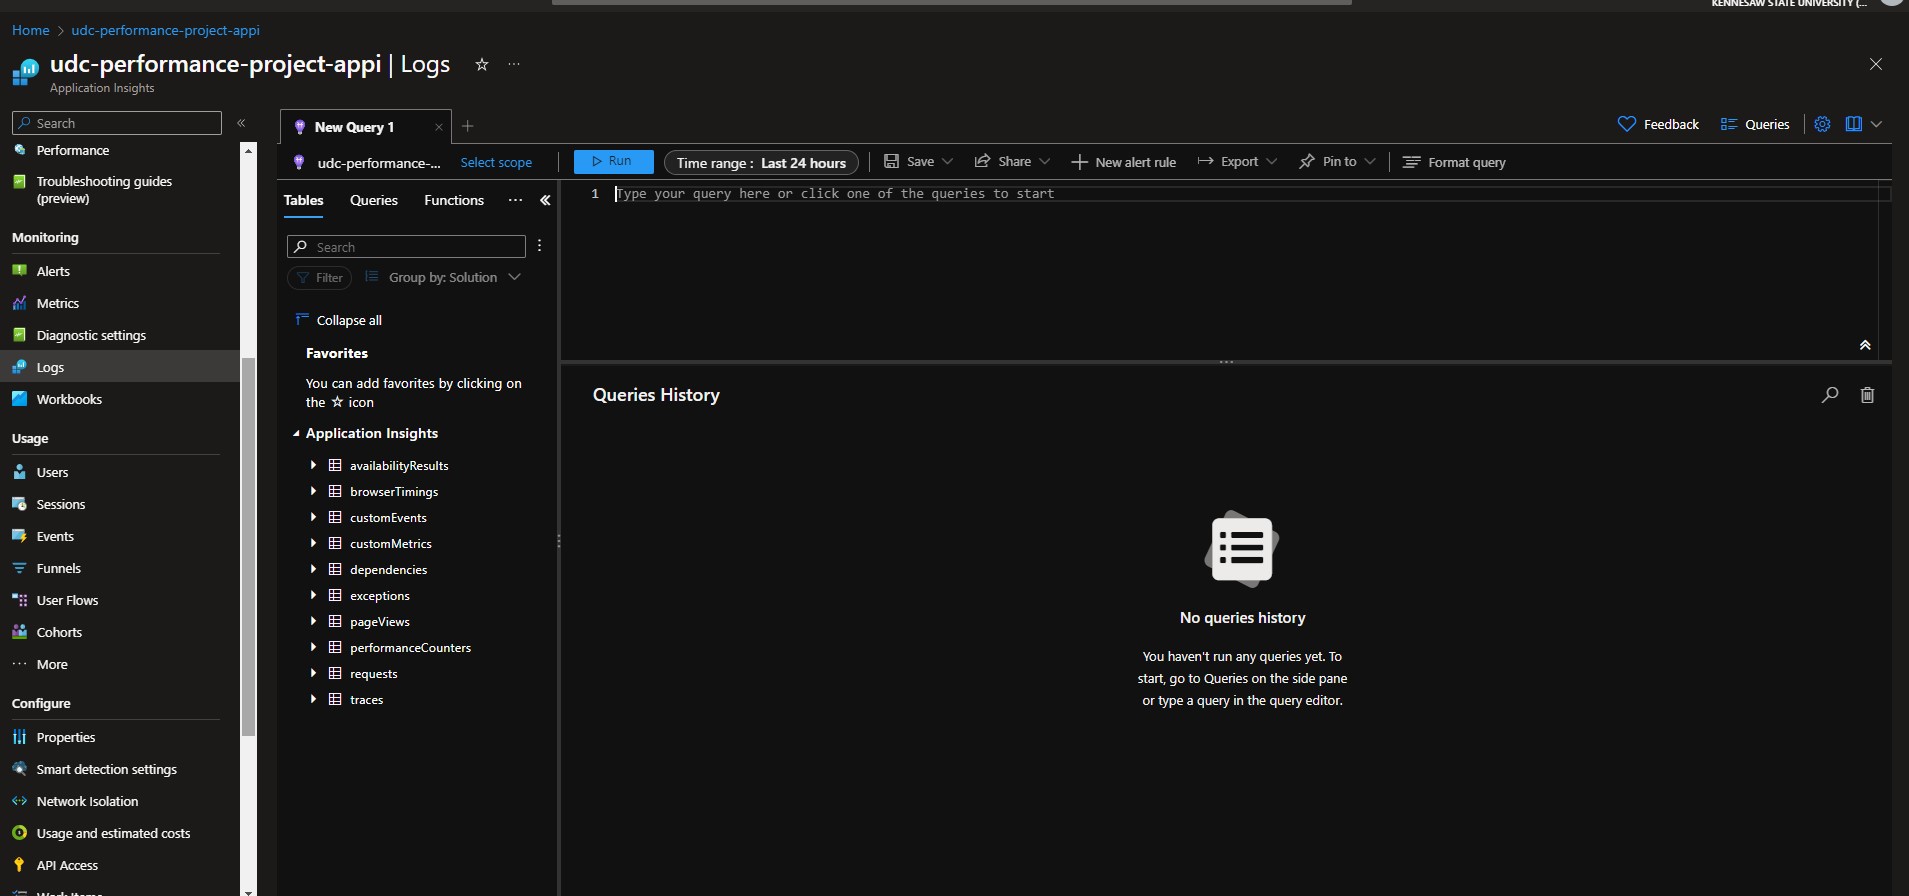 KENNESAW STATE UNIVERSITY (...
Home > udc-performance-project-appi
udc-performance-project-appi | Logs
Application Insights
Search
Performance
Troubleshooting guides
(preview)
Monitoring
Alerts
Metrics
Diagnostic settings
Logs
Workbooks
Usage
Users
Sessions
Events
Funnels
User Flows
Cohorts
More
Configure
Properties
Smart detection settings
Network Isolation
Usage and estimated costs
API Access
Work Items
New Query 1
Feedback
Queries
udc-performance-...
Select scope
Run
Time range : Last 24 hours
Save
Share
New alert rule
Export
Pin to
Format query
Tables
Queries
Functions
Search
Filter
Group by: Solution
Collapse all
Favorites
You can add favorites by clicking on
the ☆ icon
Application Insights
availabilityResults
browserTimings
customEvents
customMetrics
dependencies
exceptions
pageViews
performanceCounters
requests
traces
1 Type your query here or click one of the queries to start
Queries History
No queries history
You haven't run any queries yet. To
start, go to Queries on the side pane
or type a query in the query editor.